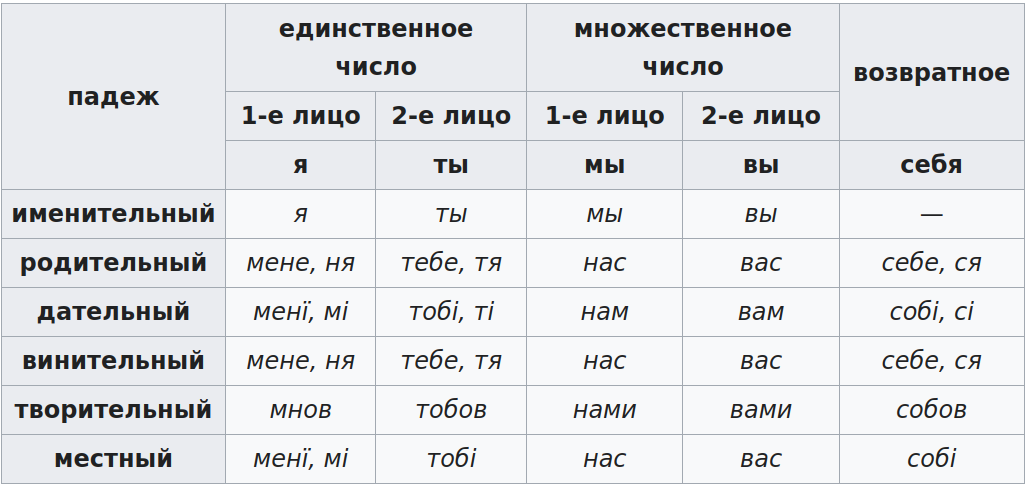 падеж единственное число множественное число возвратное
1-е лицо 2-е лицо 1-е лицо 2-е лицо
я ты мы вы себя
именительный я ты мы вы —
родительный мене, ня тебе, тя нас вас себе, ся
дательный менї, мі тобі, ті нам вам собі, сі
винительный мене, ня тебе, тя нас вас себе, ся
творительный мнов тобов нами вами собов
местный менї, мі тобі нас вас собі